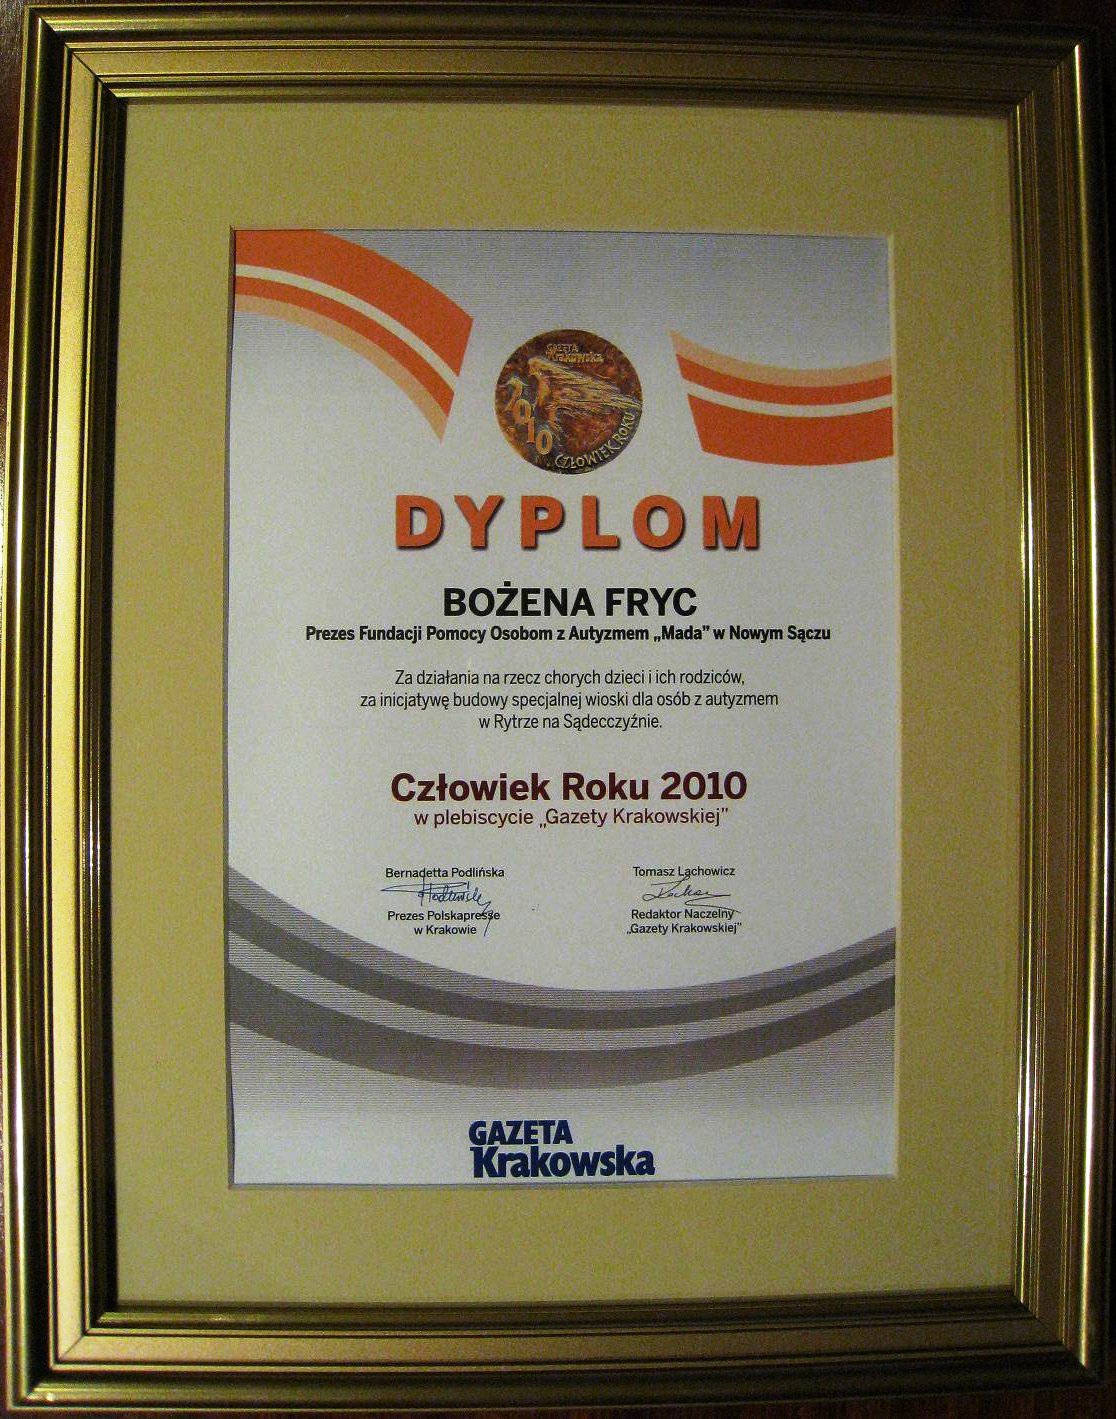 GAZETA
Krakowska
2010
CZŁOWIEK ROKU
DYPLOM
BOŻENA FRYC
Prezes Fundacji Pomocy Osobom z Autyzmem „Mada” w Nowym Sączu
Za działania na rzecz chorych dzieci i ich rodziców,
za inicjatywę budowy specjalnej wioski dla osób z autyzmem
w Rytrze na Sądecczyźnie.
Człowiek Roku 2010
w plebiscycie „Gazety Krakowskiej”
Bernadetta Podlińska
Prezes Polskapresse
w Krakowie
Tomasz Lachowicz
Redaktor Naczelny
„Gazety Krakowskiej”
GAZETA
Krakowska